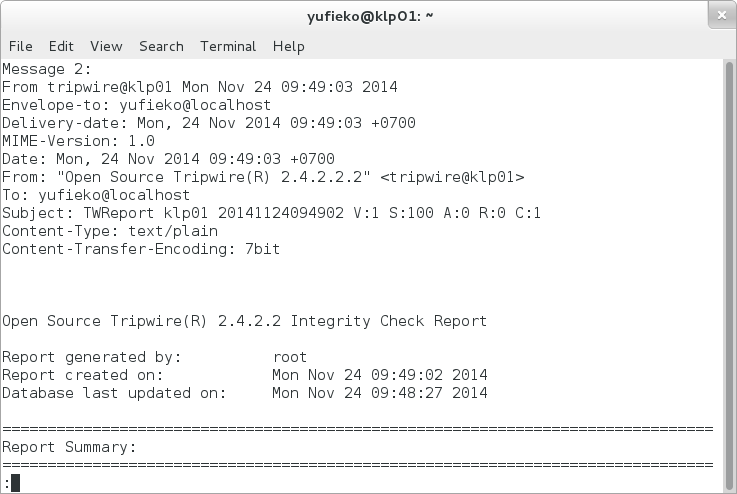 yufieko@klp01: ~
File Edit View Search Terminal Help
Message 2:
From tripwire@klp01 Mon Nov 24 09:49:03 2014
Envelope-to: yufieko@localhost
Delivery-date: Mon, 24 Nov 2014 09:49:03 +0700
MIME-Version: 1.0
Date: Mon, 24 Nov 2014 09:49:03 +0700
From: "Open Source Tripwire(R) 2.4.2.2.2" <tripwire@klp01>
To: yufieko@localhost
Subject: TWReport klp01 20141124094902 V:1 S:100 A:0 R:0 C:1
Content-Type: text/plain
Content-Transfer-Encoding: 7bit
Open Source Tripwire(R) 2.4.2.2 Integrity Check Report
Report generated by: root
Report created on: Mon Nov 24 09:49:02 2014
Database last updated on: Mon Nov 24 09:48:27 2014
===============================================================================
Report Summary:
===============================================================================
: